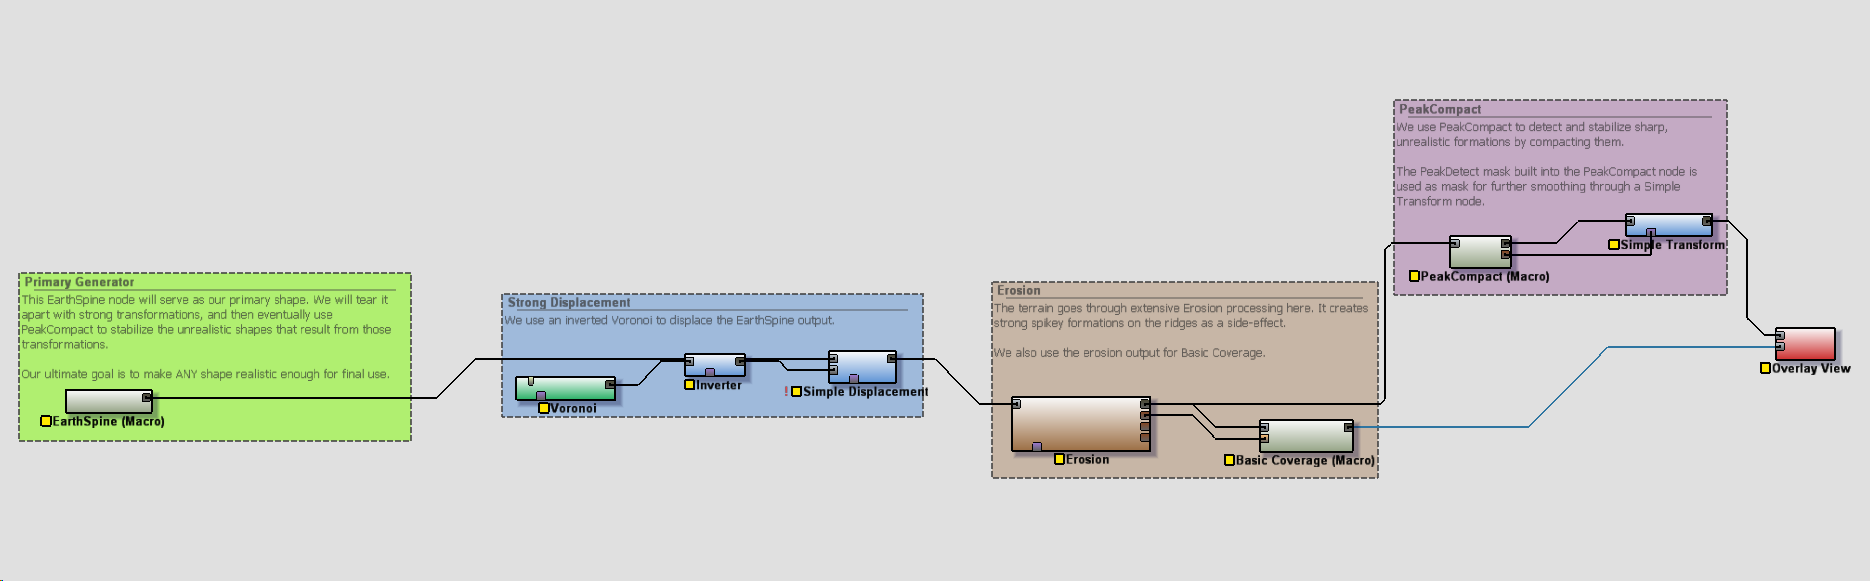 Primary Generator
This EarthSpine node will serve as our primary shape. We will tear it
apart with strong transformations, and then eventually use
PeakCompact to stabilize the unrealistic shapes that result from those
transformations.
Our ultimate goal is to make ANY shape realistic enough for final use.
EarthSpine (Macro)
Strong Displacement
We use an inverted Voronoi to displace the EarthSpine output.
Inverter
! Simple Displacement
Voronoi
Erosion
The terrain goes through extensive Erosion processing here. It creates
strong spikey formations on the ridges as a side-effect.
We also use the erosion output for Basic Coverage.
Erosion
Basic Coverage (Macro)
PeakCompact
We use PeakCompact to detect and stabilize sharp,
unrealistic formations by compacting them.
The PeakDetect mask built into the PeakCompact node is
used as mask for further smoothing through a Simple
Transform node.
Simple Transform
PeakCompact (Macro)
Overlay View